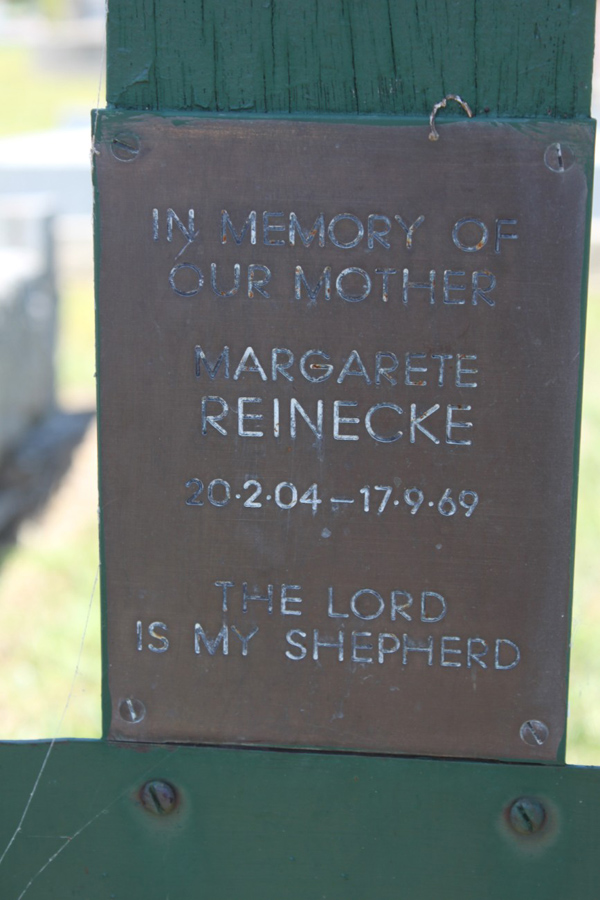 IN MEMORY OF
OUR MOTHER
MARGARETE
REINECKE
20·2·04–17·9·69
THE LORD
IS MY SHEPHERD